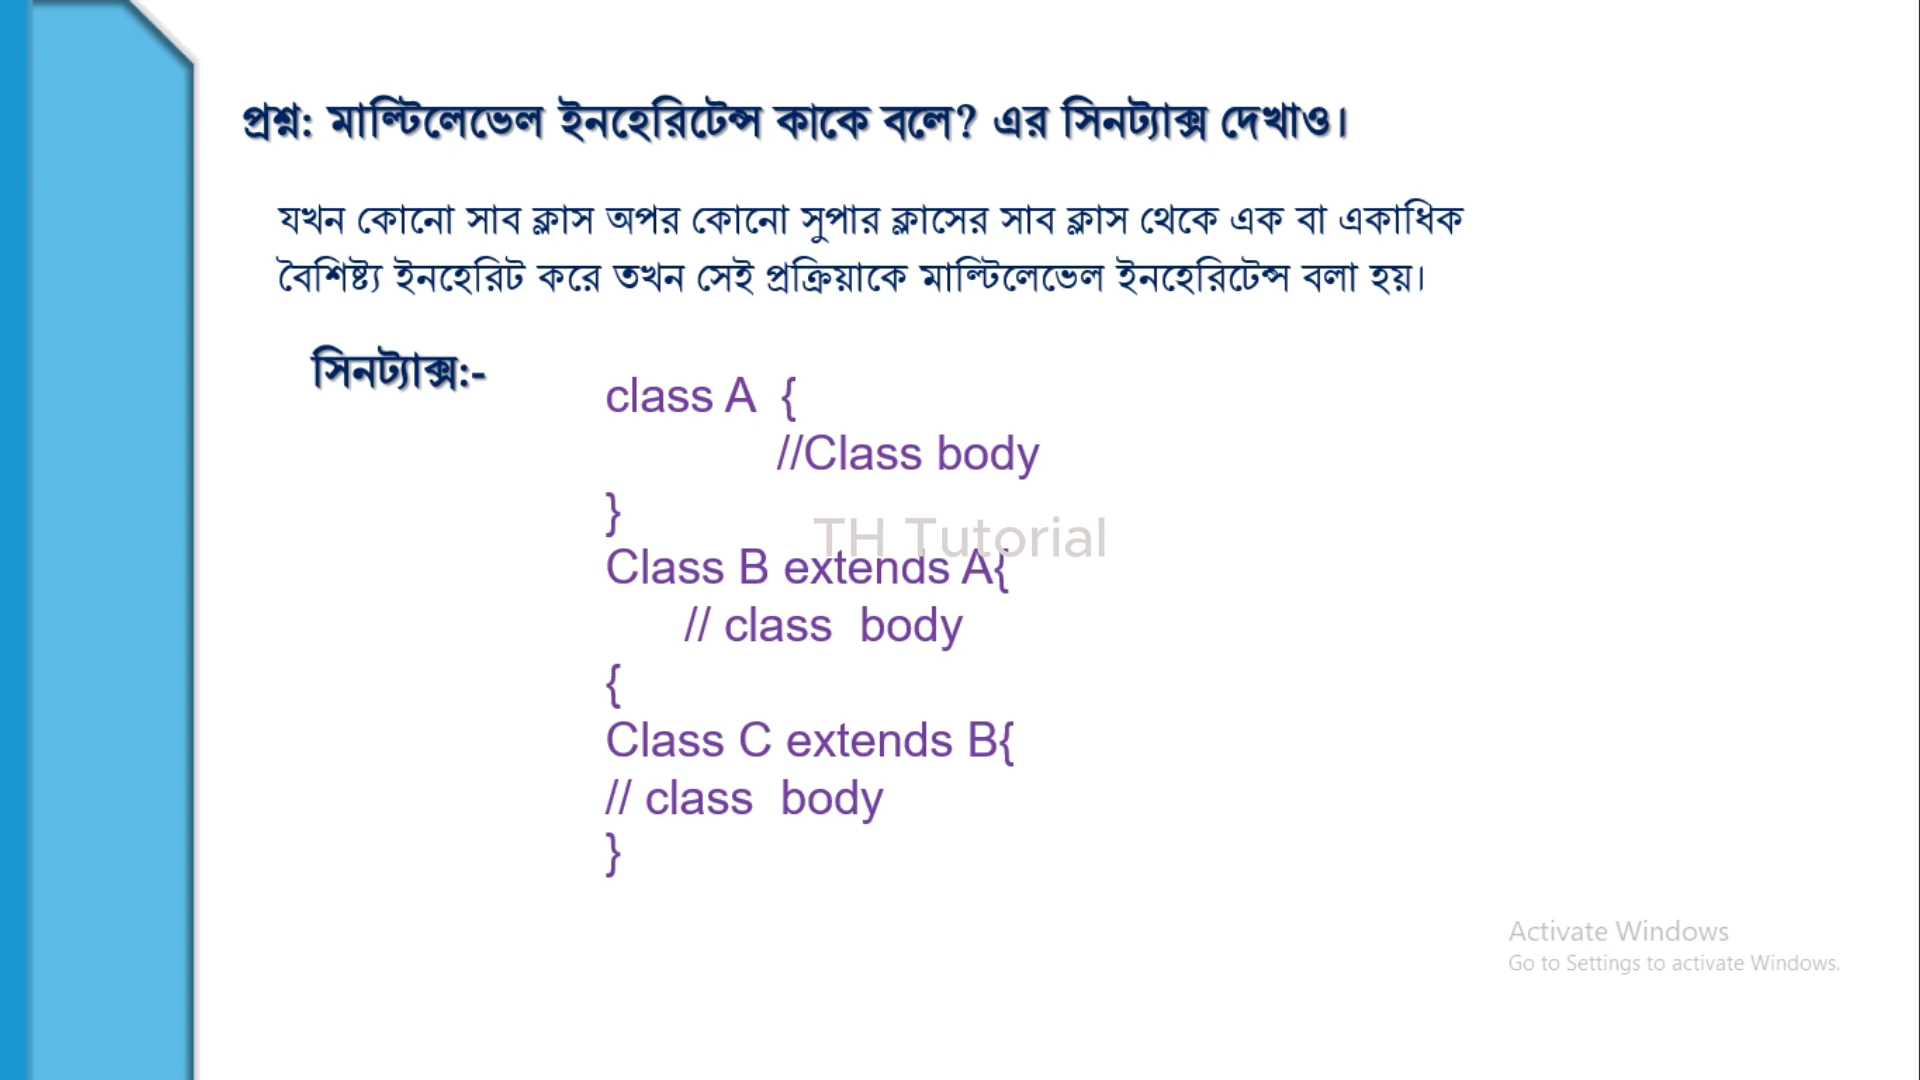 প্রশ্ন: মাল্টিলেভেল ইনহেরিটেন্স কাকে বলে? এর সিনট্যাক্স দেখাও।
যখন কোনো সাব ক্লাস অপর কোনো সুপার ক্লাসের সাব ক্লাস থেকে এক বা একাধিক
বৈশিষ্ট্য ইনহেরিট করে তখন সেই প্রক্রিয়াকে মাল্টিলেভেল ইনহেরিটেন্স বলা হয়।
সিনট্যাক্স:-
class A {
//Class body
}
TH Tutorial
Class B extends A{
// class body
{
Class C extends B{
// class body
}
Activate Windows
Go to Settings to activate Windows.